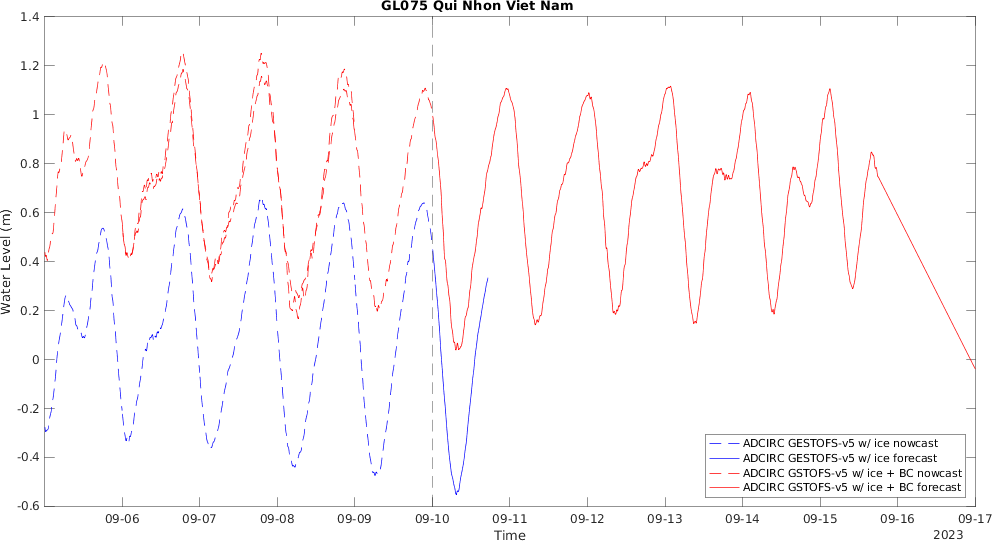 GL075 Qui Nhon Viet Nam
1.4
1.2
1
0.8
0.6
0.4
0.2
0
-0.2
-0.4
-0.6
Water Level (m)
ADCIRC GESTOFS-v5 w/ ice nowcast
ADCIRC GESTOFS-v5 w/ ice forecast
ADCIRC GSTOFS-v5 w/ ice + BC nowcast
ADCIRC GSTOFS-v5 w/ ice + BC forecast
09-06 09-07 09-08 09-09 09-10 09-11 09-12 09-13 09-14 09-15 09-16 09-17
Time
2023